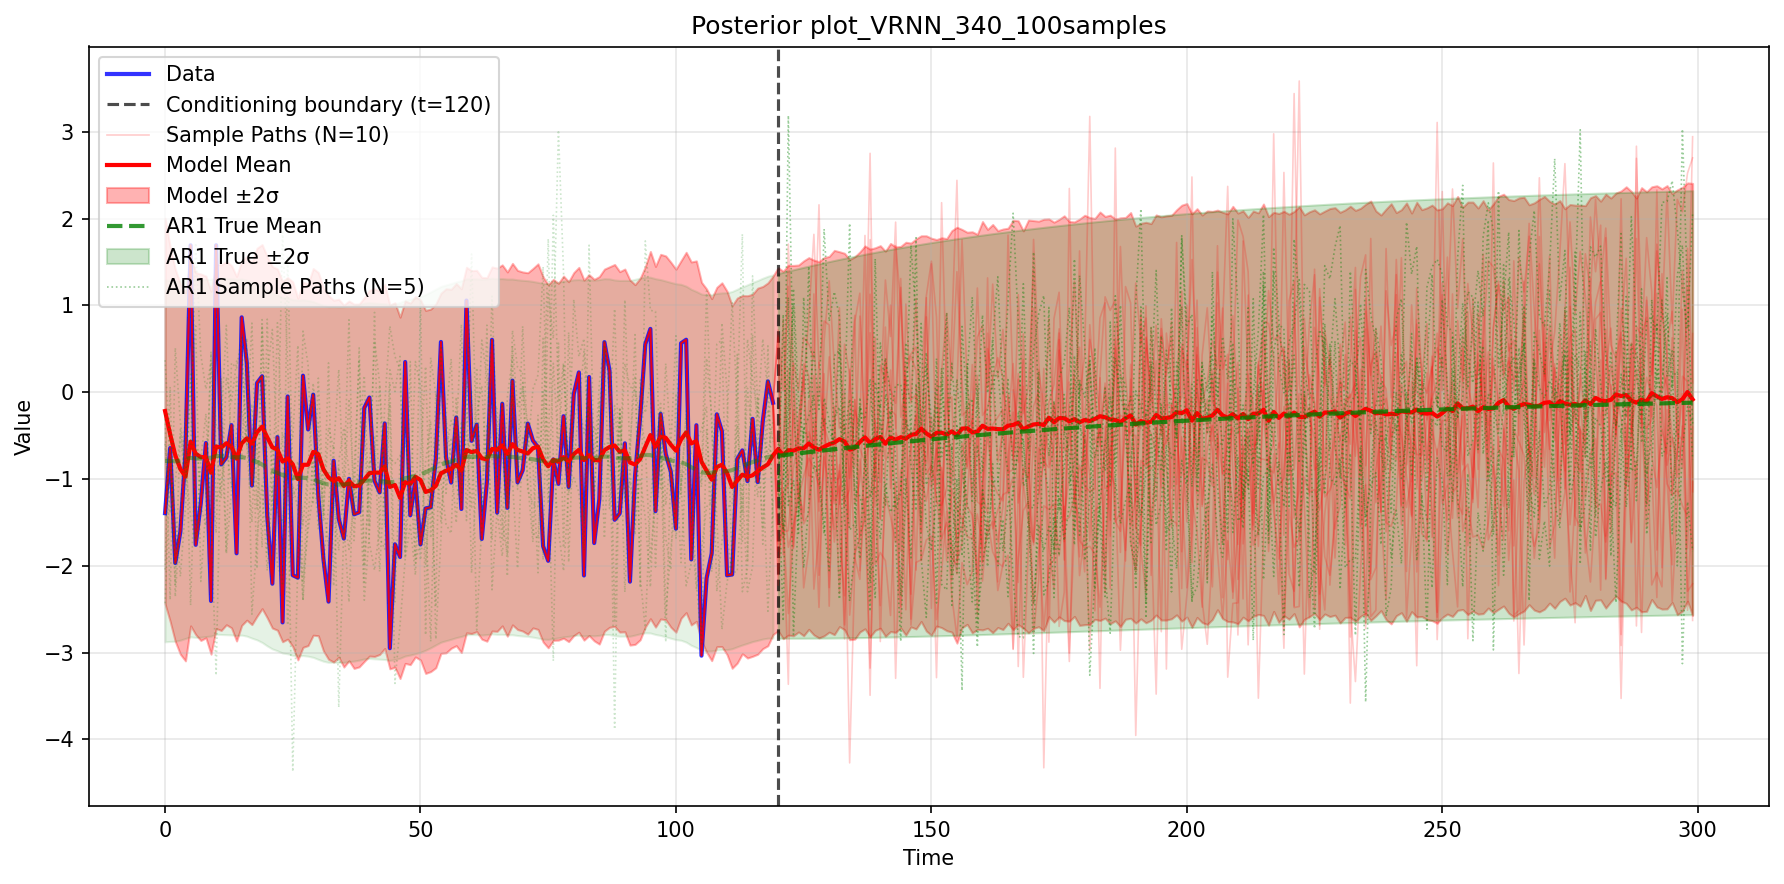 Posterior plot_VRNN_340_100samples
Data
Conditioning boundary (t=120)
Sample Paths (N=10)
Model Mean
Model ±2σ
AR1 True Mean
AR1 True ±2σ
AR1 Sample Paths (N=5)
Value
3
2
1
0
−1
−2
−3
−4
0 50 100 150 200 250 300
Time